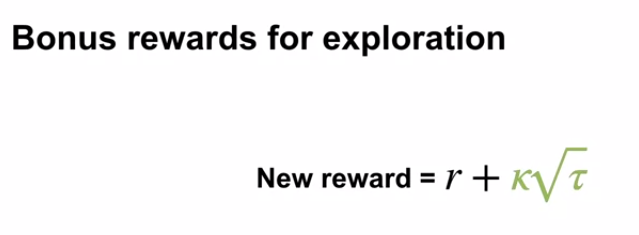 Bonus rewards for exploration
New reward = r + κ√τ